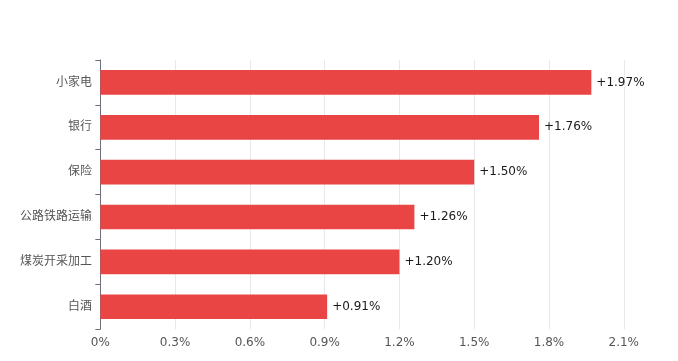 小家电 +1.97%
银行 +1.76%
保险 +1.50%
公路铁路运输 +1.26%
煤炭开采加工 +1.20%
白酒 +0.91%
0% 0.3% 0.6% 0.9% 1.2% 1.5% 1.8% 2.1%